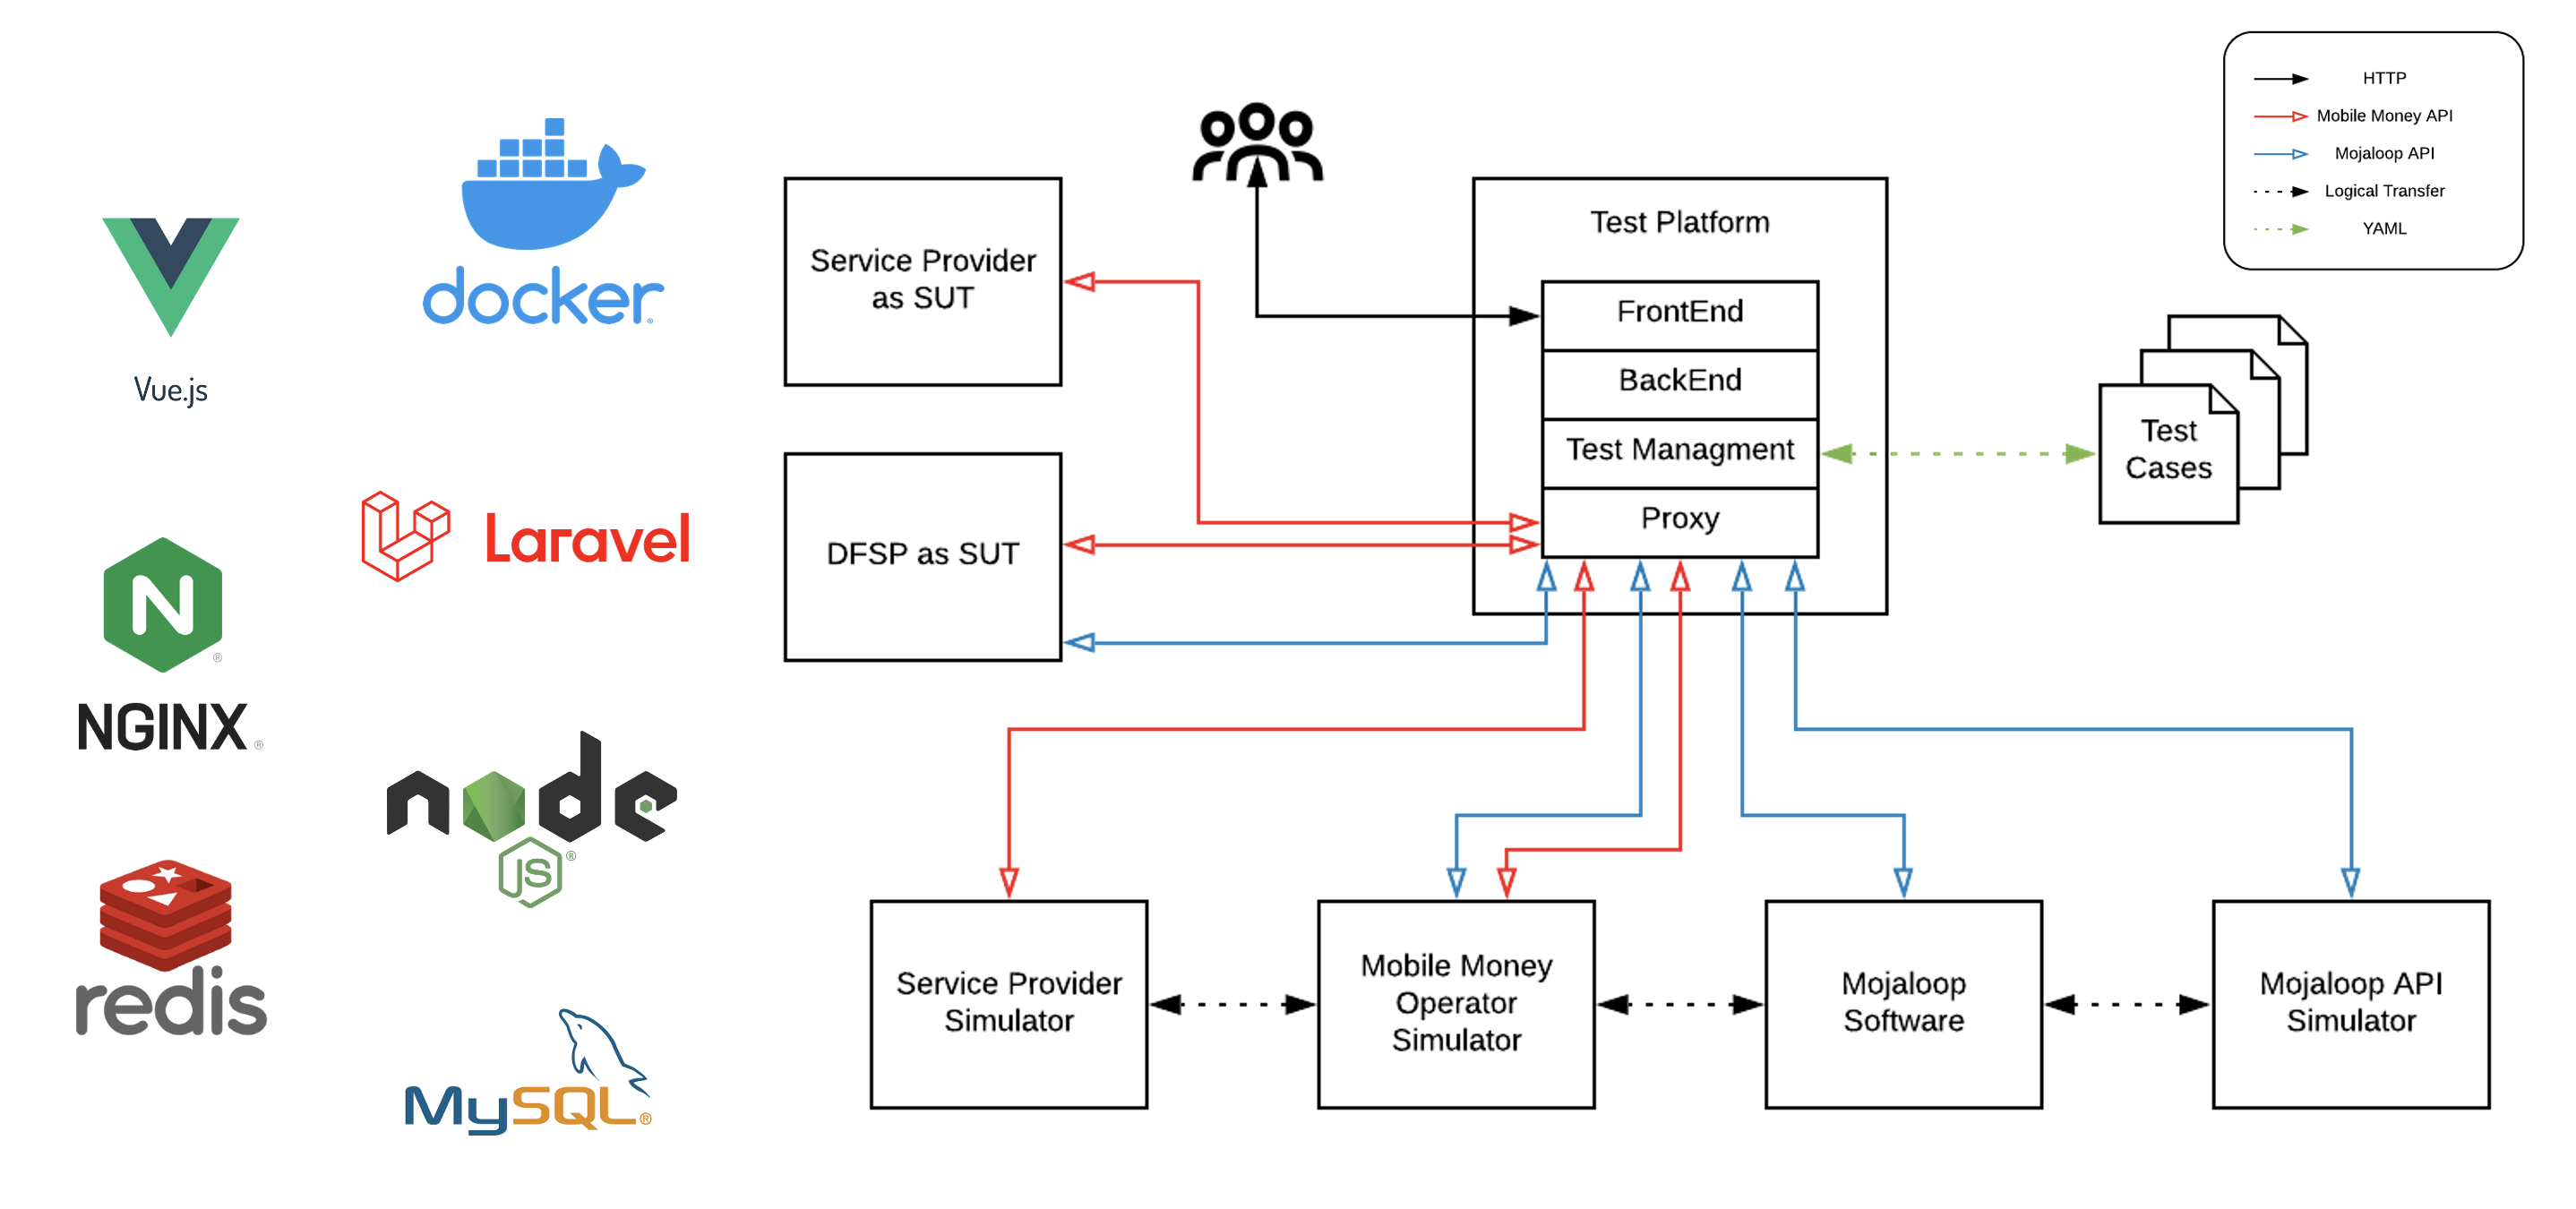 Vue.js
docker
NGINX
Laravel
redis
node
JS
MySQL
Service Provider
as SUT
DFSP as SUT
Test Platform
FrontEnd
BackEnd
Test Managment
Proxy
HTTP
Mobile Money API
Mojaloop API
Logical Transfer
YAML
Test
Cases
Service Provider
Simulator
Mobile Money
Operator
Simulator
Mojaloop
Software
Mojaloop API
Simulator